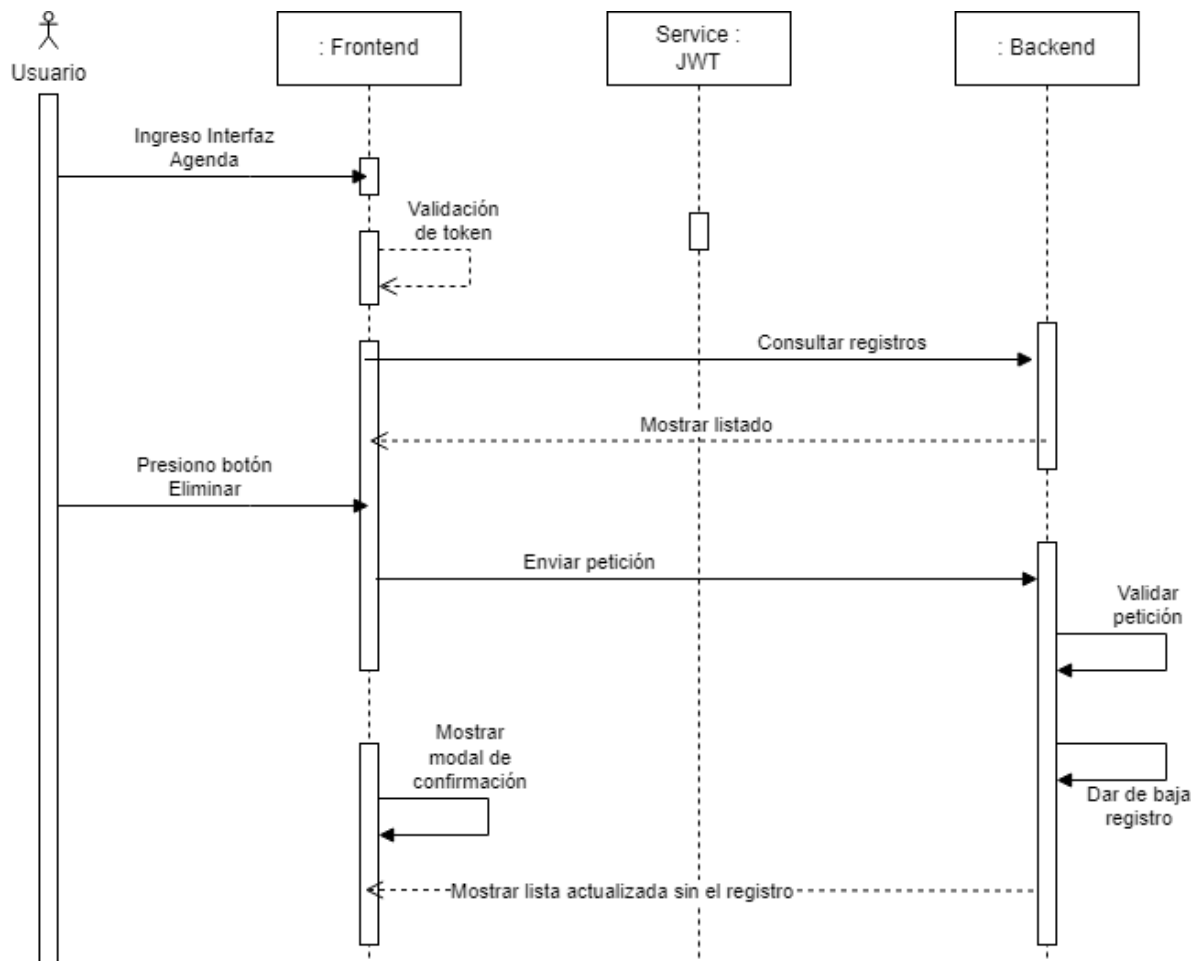 Usuario
: Frontend
Service :
JWT
: Backend
Ingreso Interfaz
Agenda
Validación
de token
Consultar registros
Mostrar listado
Presiono botón
Eliminar
Enviar petición
Validar
petición
Mostrar
modal de
confirmación
Dar de baja
registro
Mostrar lista actualizada sin el registro